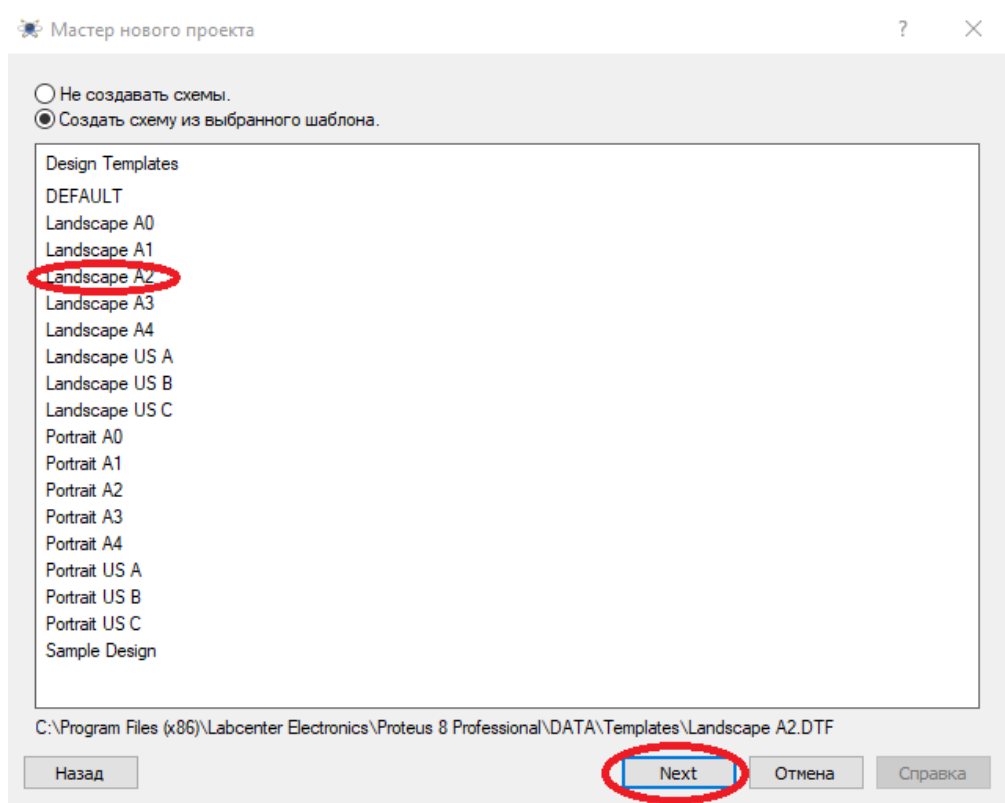 Мастер нового проекта ?
Не создавать схемы.
Создать схему из выбранного шаблона.
Design Templates
DEFAULT
Landscape A0
Landscape A1
Landscape A2
Landscape A3
Landscape A4
Landscape US A
Landscape US B
Landscape US C
Portrait A0
Portrait A1
Portrait A2
Portrait A3
Portrait A4
Portrait US A
Portrait US B
Portrait US C
Sample Design
C:\Program Files (x86)\Labcenter Electronics\Proteus 8 Professional\DATA\Templates\Landscape A2.DTF
Назад Next Отмена Справка